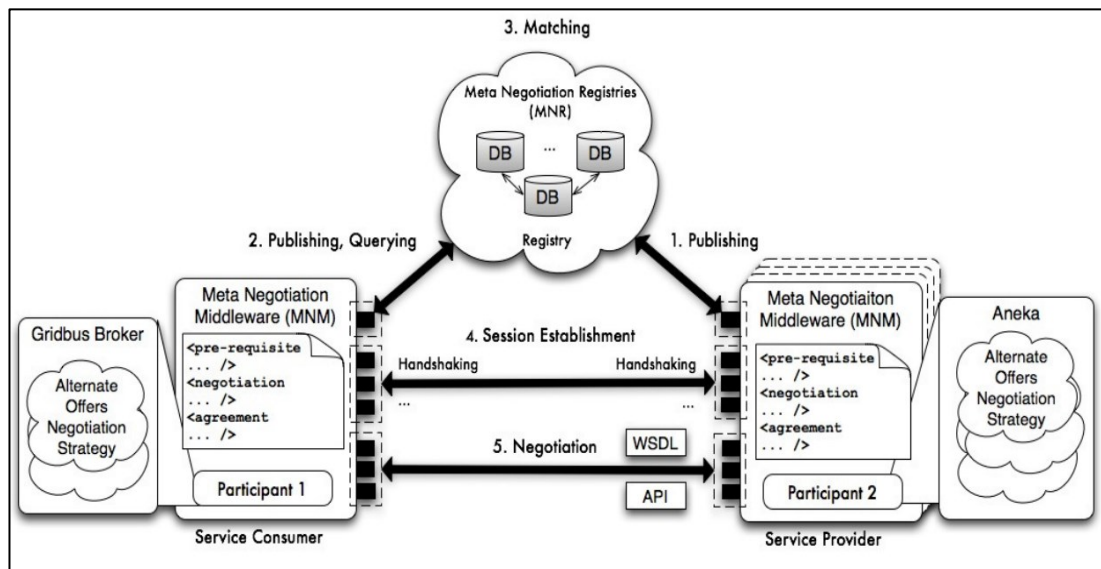 3. Matching
Meta Negotiation Registries
(MNR)
...
DB
DB
DB
Registry
2. Publishing, Querying
1. Publishing
Gridbus Broker
Alternate
Offers
Negotiation
Strategy
Meta Negotiation
Middleware (MNM)
<pre-requisite
... />
<negotiation
... />
<agreement
... />
Participant 1
Service Consumer
4. Session Establishment
Handshaking
Handshaking
...
...
5. Negotiation
WSDL
API
Meta Negotiaiton
Middleware (MNM)
<pre-requisite
... />
<negotiation
... />
<agreement
... />
Participant 2
Service Provider
Aneka
Alternate
Offers
Negotiation
Strategy